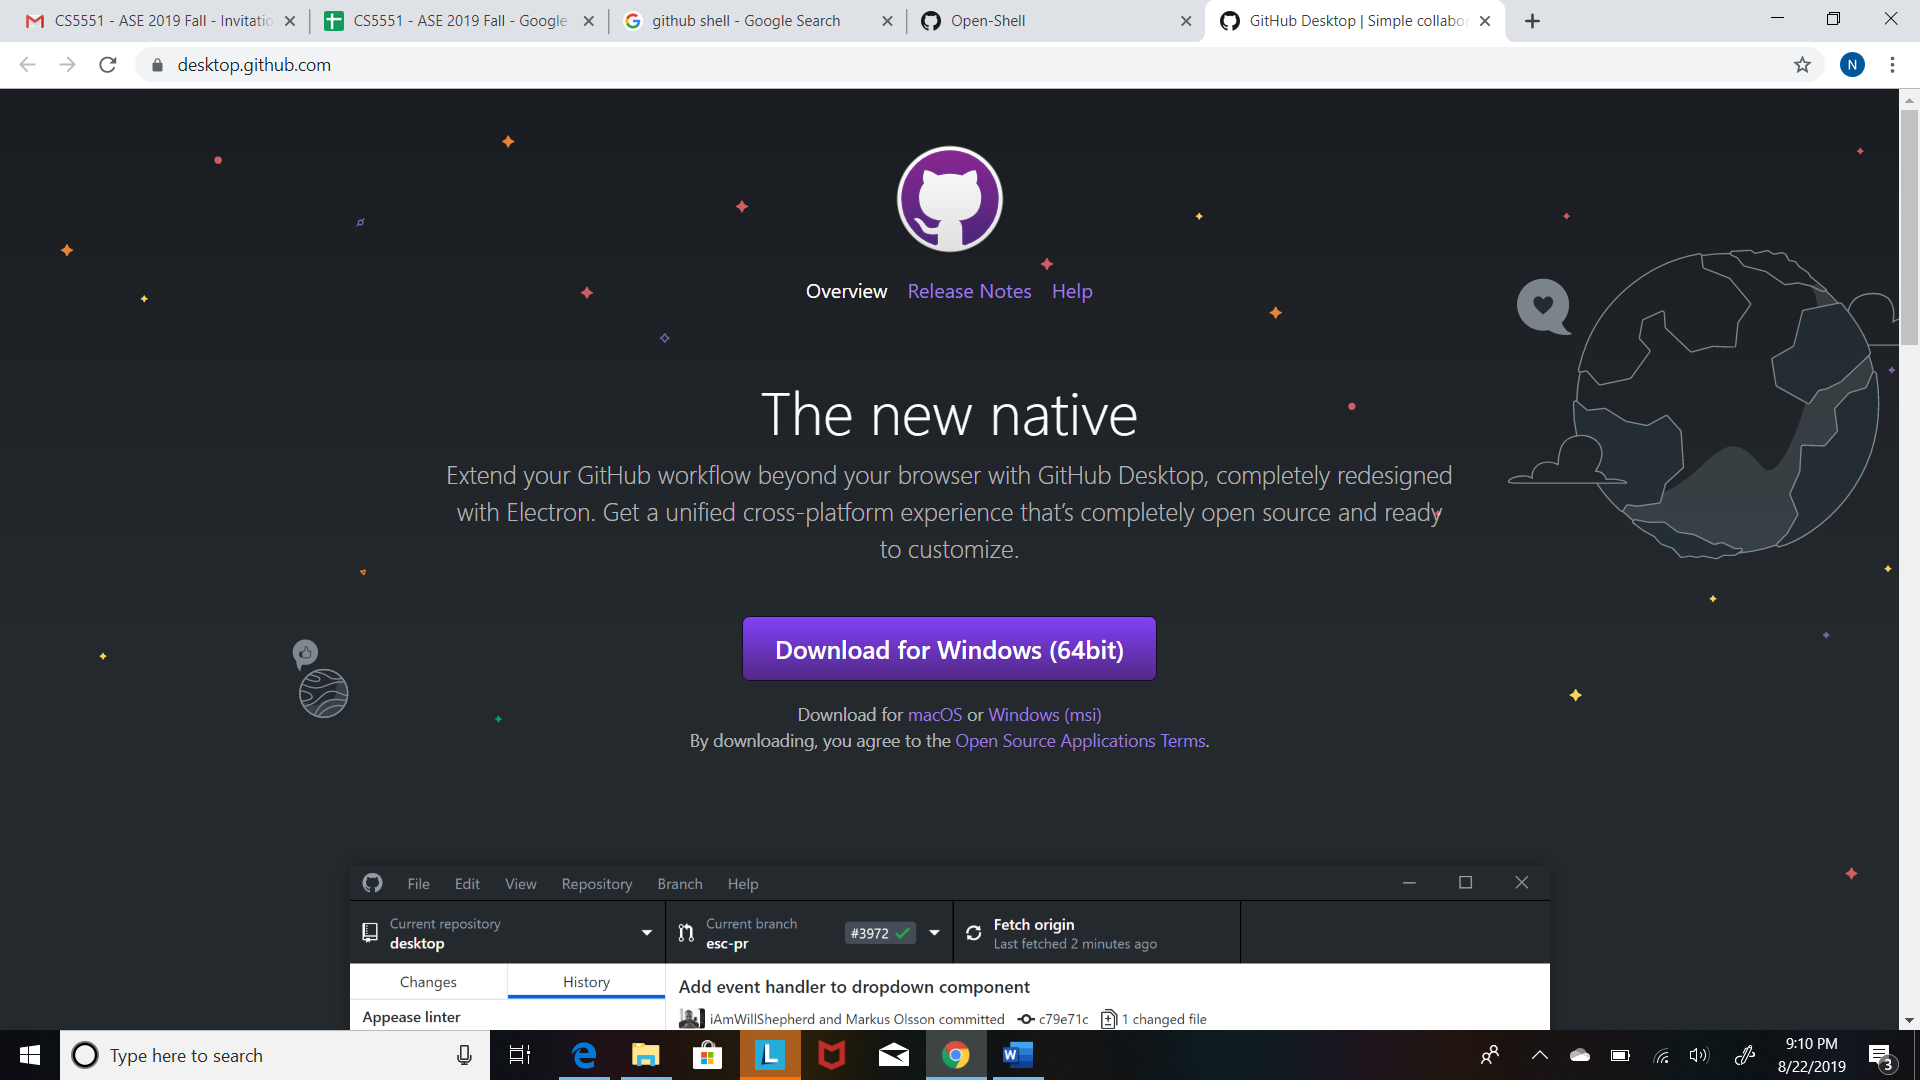 CS5551 - ASE 2019 Fall - Invitatio
CS5551 - ASE 2019 Fall - Google
github shell - Google Search
Open-Shell
GitHub Desktop | Simple collabor
desktop.github.com
N
Overview Release Notes Help
The new native
Extend your GitHub workflow beyond your browser with GitHub Desktop, completely redesigned
with Electron. Get a unified cross-platform experience that's completely open source and ready
to customize.
Download for Windows (64bit)
Download for macOS or Windows (msi)
By downloading, you agree to the Open Source Applications Terms.
File Edit View Repository Branch Help
Current repository
desktop
Current branch
esc-pr
#3972
Fetch origin
Last fetched 2 minutes ago
Changes History
Add event handler to dropdown component
Appease linter
iAmWillShepherd and Markus Olsson committed c79e71c 1 changed file
Type here to search
L
W
9:10 PM
8/22/2019
3